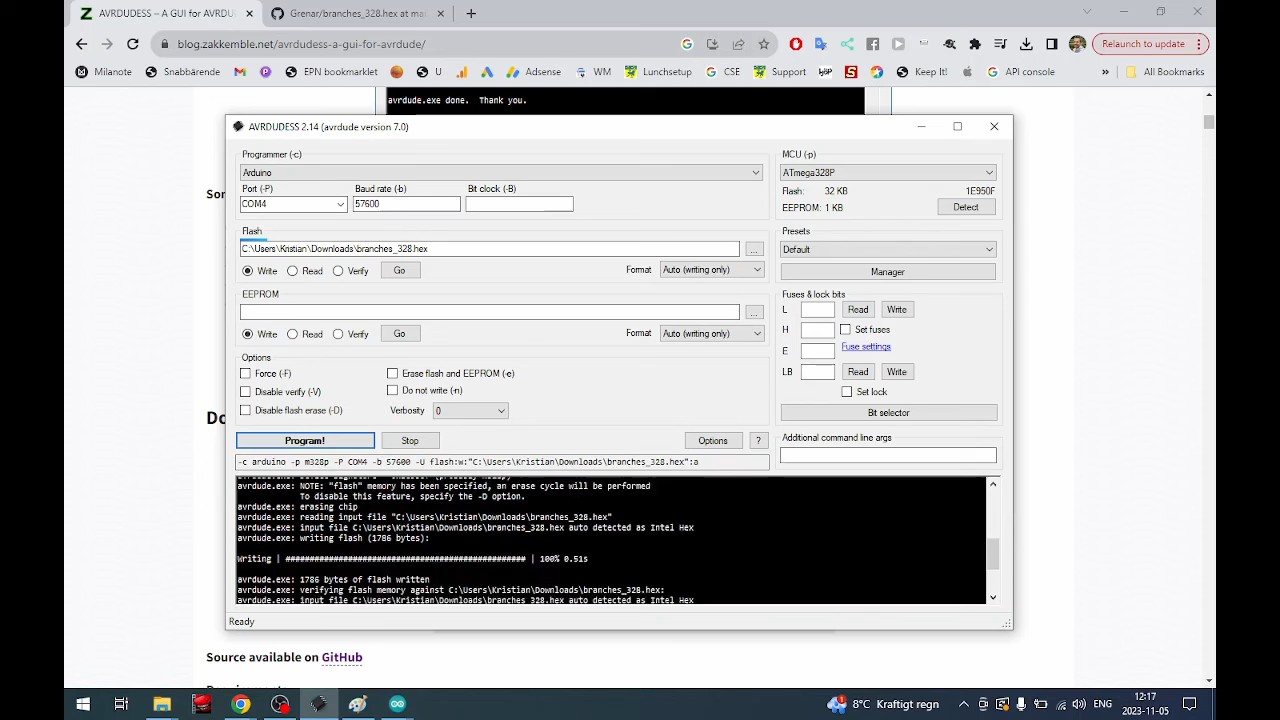 AVRDUDESS – A GUI for AVRDU
Grenar/branches_328.hex at ma
blog.zakkemble.net/avrdudess-a-gui-for-avrdude/
Relaunch to update
Milanote
Snabbärende
EPN bookmarklet
U
Adsense
WM
Lunchsetup
CSE
Support
Keep It!
API console
»
All Bookmarks
avrdude.exe done. Thank you.
AVRDUDESS 2.14 (avrdude version 7.0)
Programmer (-c)
Arduino
Port (-P)
Baud rate (-b)
Bit clock (-B)
COM4
57600
MCU (-p)
ATmega328P
Flash: 32 KB
1E950F
EEPROM: 1 KB
Detect
Sor
Flash
C:\Users\Kristian\Downloads\branches_328.hex
...
Write
Read
Verify
Go
Format
Auto (writing only)
Presets
Default
Manager
EEPROM
...
Write
Read
Verify
Go
Format
Auto (writing only)
Fuses & lock bits
L
Read
Write
H
Set fuses
E
Fuse settings
LB
Read
Write
Set lock
Bit selector
Options
Force (-F)
Erase flash and EEPROM (-e)
Disable verify (-V)
Do not write (-n)
Disable flash erase (-D)
Verbosity
0
Do
Program!
Stop
Options
?
Additional command line args
-c arduino -p m328p -P COM4 -b 57600 -U flash:w:"C:\Users\Kristian\Downloads\branches_328.hex":a
avrdude.exe: NOTE: "flash" memory has been specified, an erase cycle will be performed
To disable this feature, specify the -D option.
avrdude.exe: erasing chip
avrdude.exe: reading input file "C:\Users\Kristian\Downloads\branches_328.hex"
avrdude.exe: input file C:\Users\Kristian\Downloads\branches_328.hex auto detected as Intel Hex
avrdude.exe: writing flash (1786 bytes):
Writing | ################################################## | 100% 0.51s
avrdude.exe: 1786 bytes of flash written
avrdude.exe: verifying flash memory against C:\Users\Kristian\Downloads\branches_328.hex:
avrdude.exe: input file C:\Users\Kristian\Downloads\branches_328.hex auto detected as Intel Hex
Ready
Source available on GitHub
8°C Kraftigt regn
12:17
2023-11-05